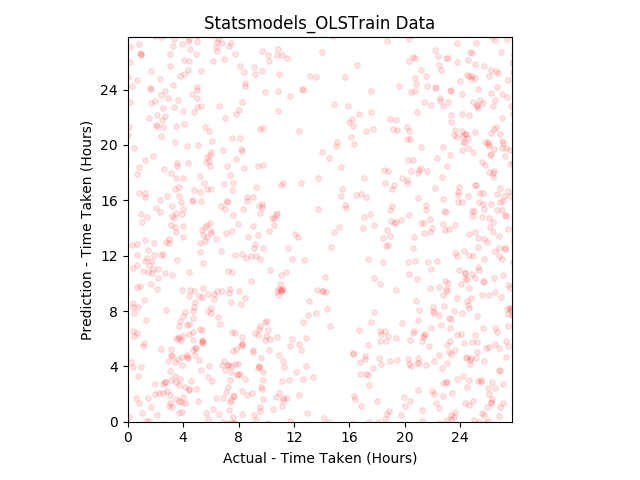 Statsmodels_OLSTrain Data
Prediction - Time Taken (Hours)
24
20
16
12
8
4
0
0 4 8 12 16 20 24
Actual - Time Taken (Hours)